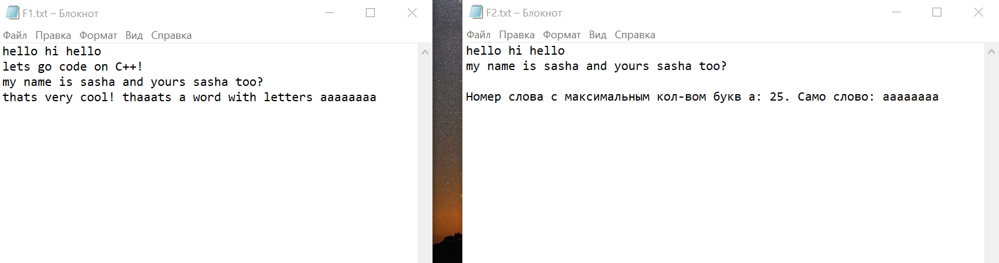 F1.txt – Блокнот
Файл Правка Формат Вид Справка
hello hi hello
lets go code on C++!
my name is sasha and yours sasha too?
thats very cool! thaaats a word with letters aaaaaaaa
F2.txt – Блокнот
Файл Правка Формат Вид Справка
hello hi hello
my name is sasha and yours sasha too?
Номер слова с максимальным кол-вом букв а: 25. Само слово: aaaaaaaa